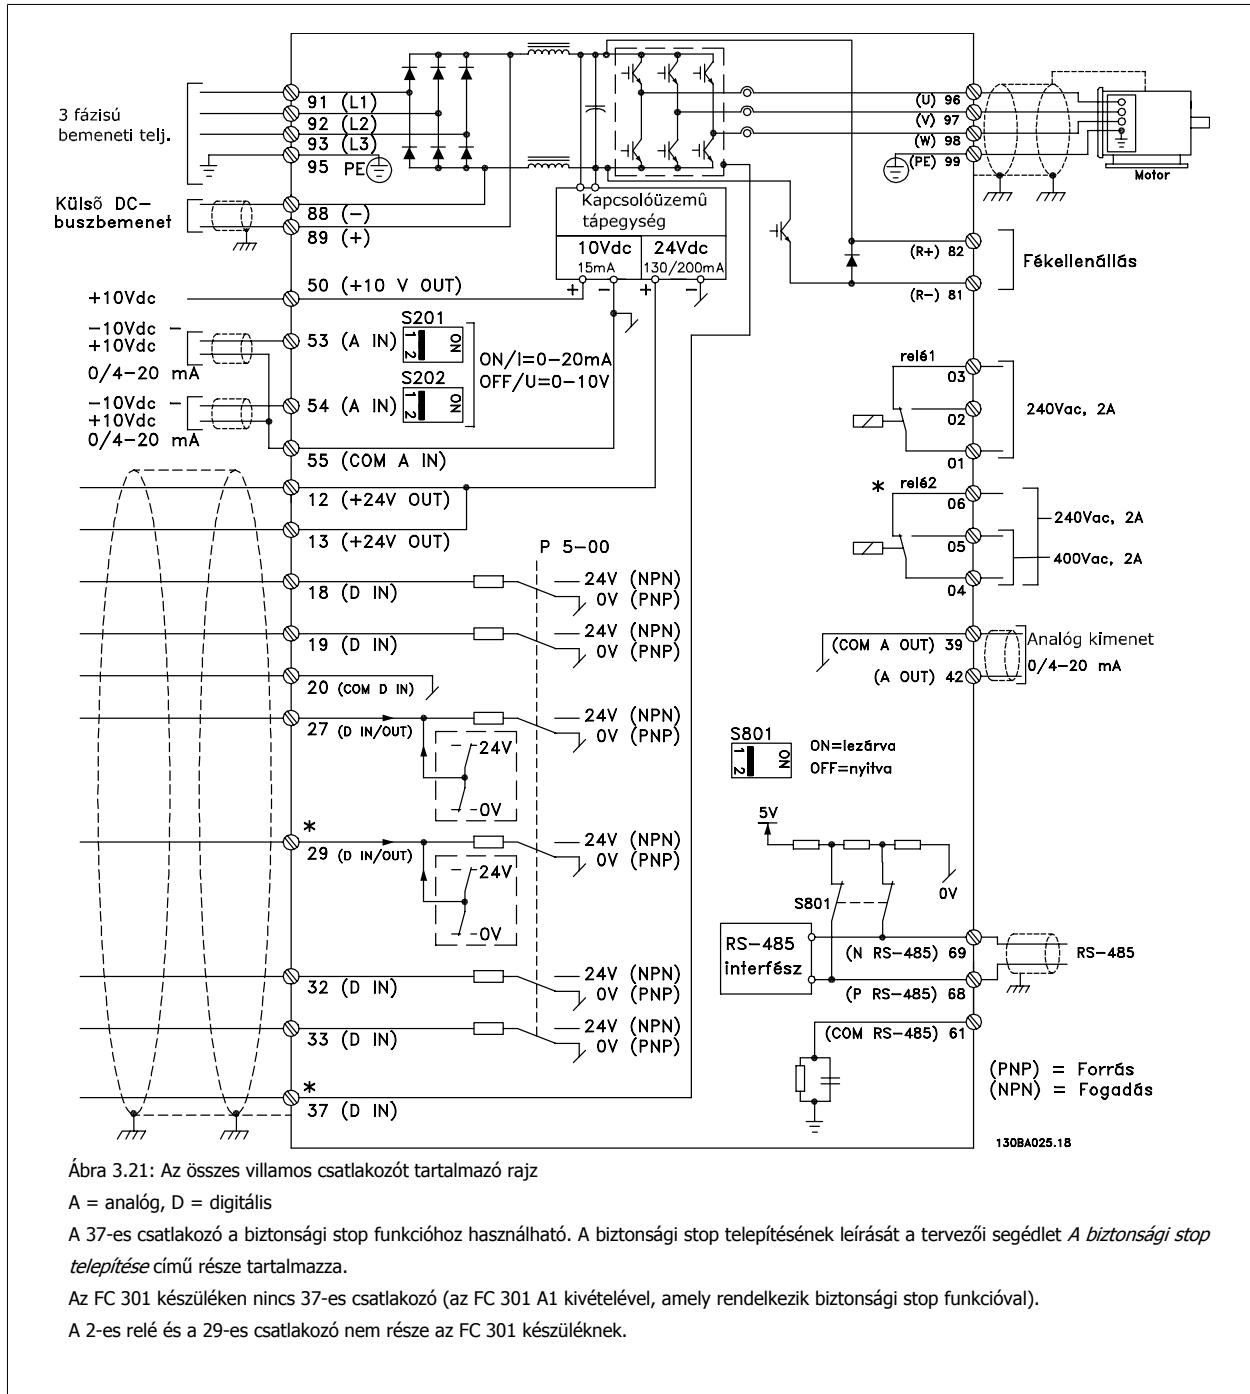 3 fázisú
bemeneti telj.
91 (L1)
92 (L2)
93 (L3)
95 PE
Külső DC-
buszbemenet
88 (−)
89 (+)
50 (+10 V OUT)
+10Vdc
−10Vdc −
+10Vdc
0/4−20 mA
53 (A IN)
S201
1 2
ON
ON/I=0−20mA
OFF/U=0−10V
S202
1 2
ON
−10Vdc −
+10Vdc
0/4−20 mA
54 (A IN)
55 (COM A IN)
12 (+24V OUT)
13 (+24V OUT)
Kapcsolóüzemû
tápegység
10Vdc
15mA
24Vdc
130/200mA
+ − + −
(U) 96
(V) 97
(W) 98
(PE) 99
Motor
(R+) 82
(R−) 81
Fékellenállás
relé1
03
02
01
240Vac, 2A
* relé2
06
05
04
240Vac, 2A
400Vac, 2A
P 5-00
18 (D IN)
24V (NPN)
0V (PNP)
19 (D IN)
24V (NPN)
0V (PNP)
20 (COM D IN)
27 (D IN/OUT)
24V (NPN)
0V (PNP)
24V
0V
*
29 (D IN/OUT)
24V (NPN)
0V (PNP)
24V
0V
32 (D IN)
24V (NPN)
0V (PNP)
33 (D IN)
24V (NPN)
0V (PNP)
*
37 (D IN)
(COM A OUT) 39
(A OUT) 42
Analóg kimenet
0/4−20 mA
S801
1 2
ON
ON=lezárva
OFF=nyitva
5V
0V
S801
RS-485
interfész
(N RS-485) 69
(P RS-485) 68
(COM RS-485) 61
RS-485
(PNP) = Forrás
(NPN) = Fogadás
130BA025.18
Ábra 3.21: Az összes villamos csatlakozót tartalmazó rajz
A = analóg, D = digitális
A 37-es csatlakozó a biztonsági stop funkcióhoz használható. A biztonsági stop telepítésének leírását a tervezői segédlet A biztonsági stop
telepítése című része tartalmazza.
Az FC 301 készüléken nincs 37-es csatlakozó (az FC 301 A1 kivételével, amely rendelkezik biztonsági stop funkcióval).
A 2-es relé és a 29-es csatlakozó nem része az FC 301 készüléknek.